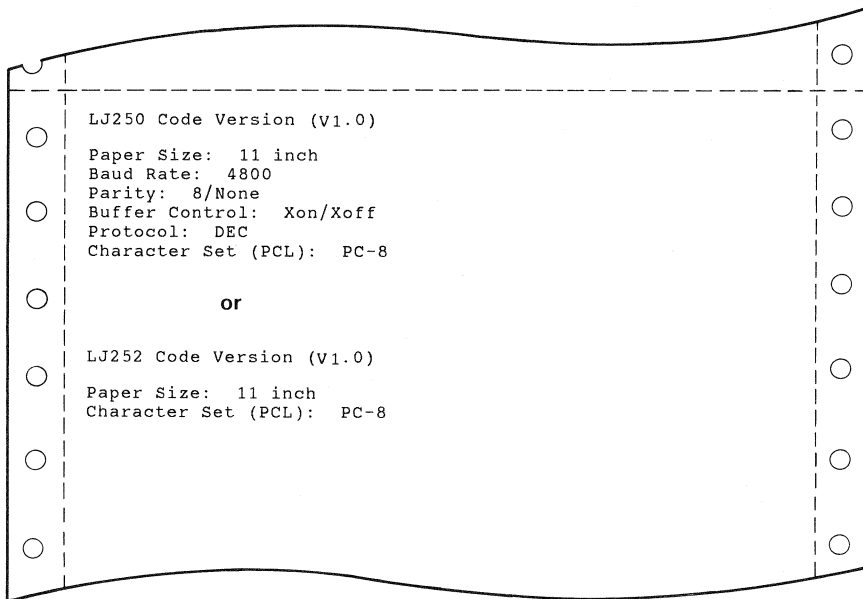 LJ250 Code Version (V1.0)
Paper Size:  11 inch
Baud Rate:  4800
Parity:  8/None
Buffer Control:  Xon/Xoff
Protocol:  DEC
Character Set (PCL):  PC-8
or
LJ252 Code Version (V1.0)
Paper Size:  11 inch
Character Set (PCL):  PC-8